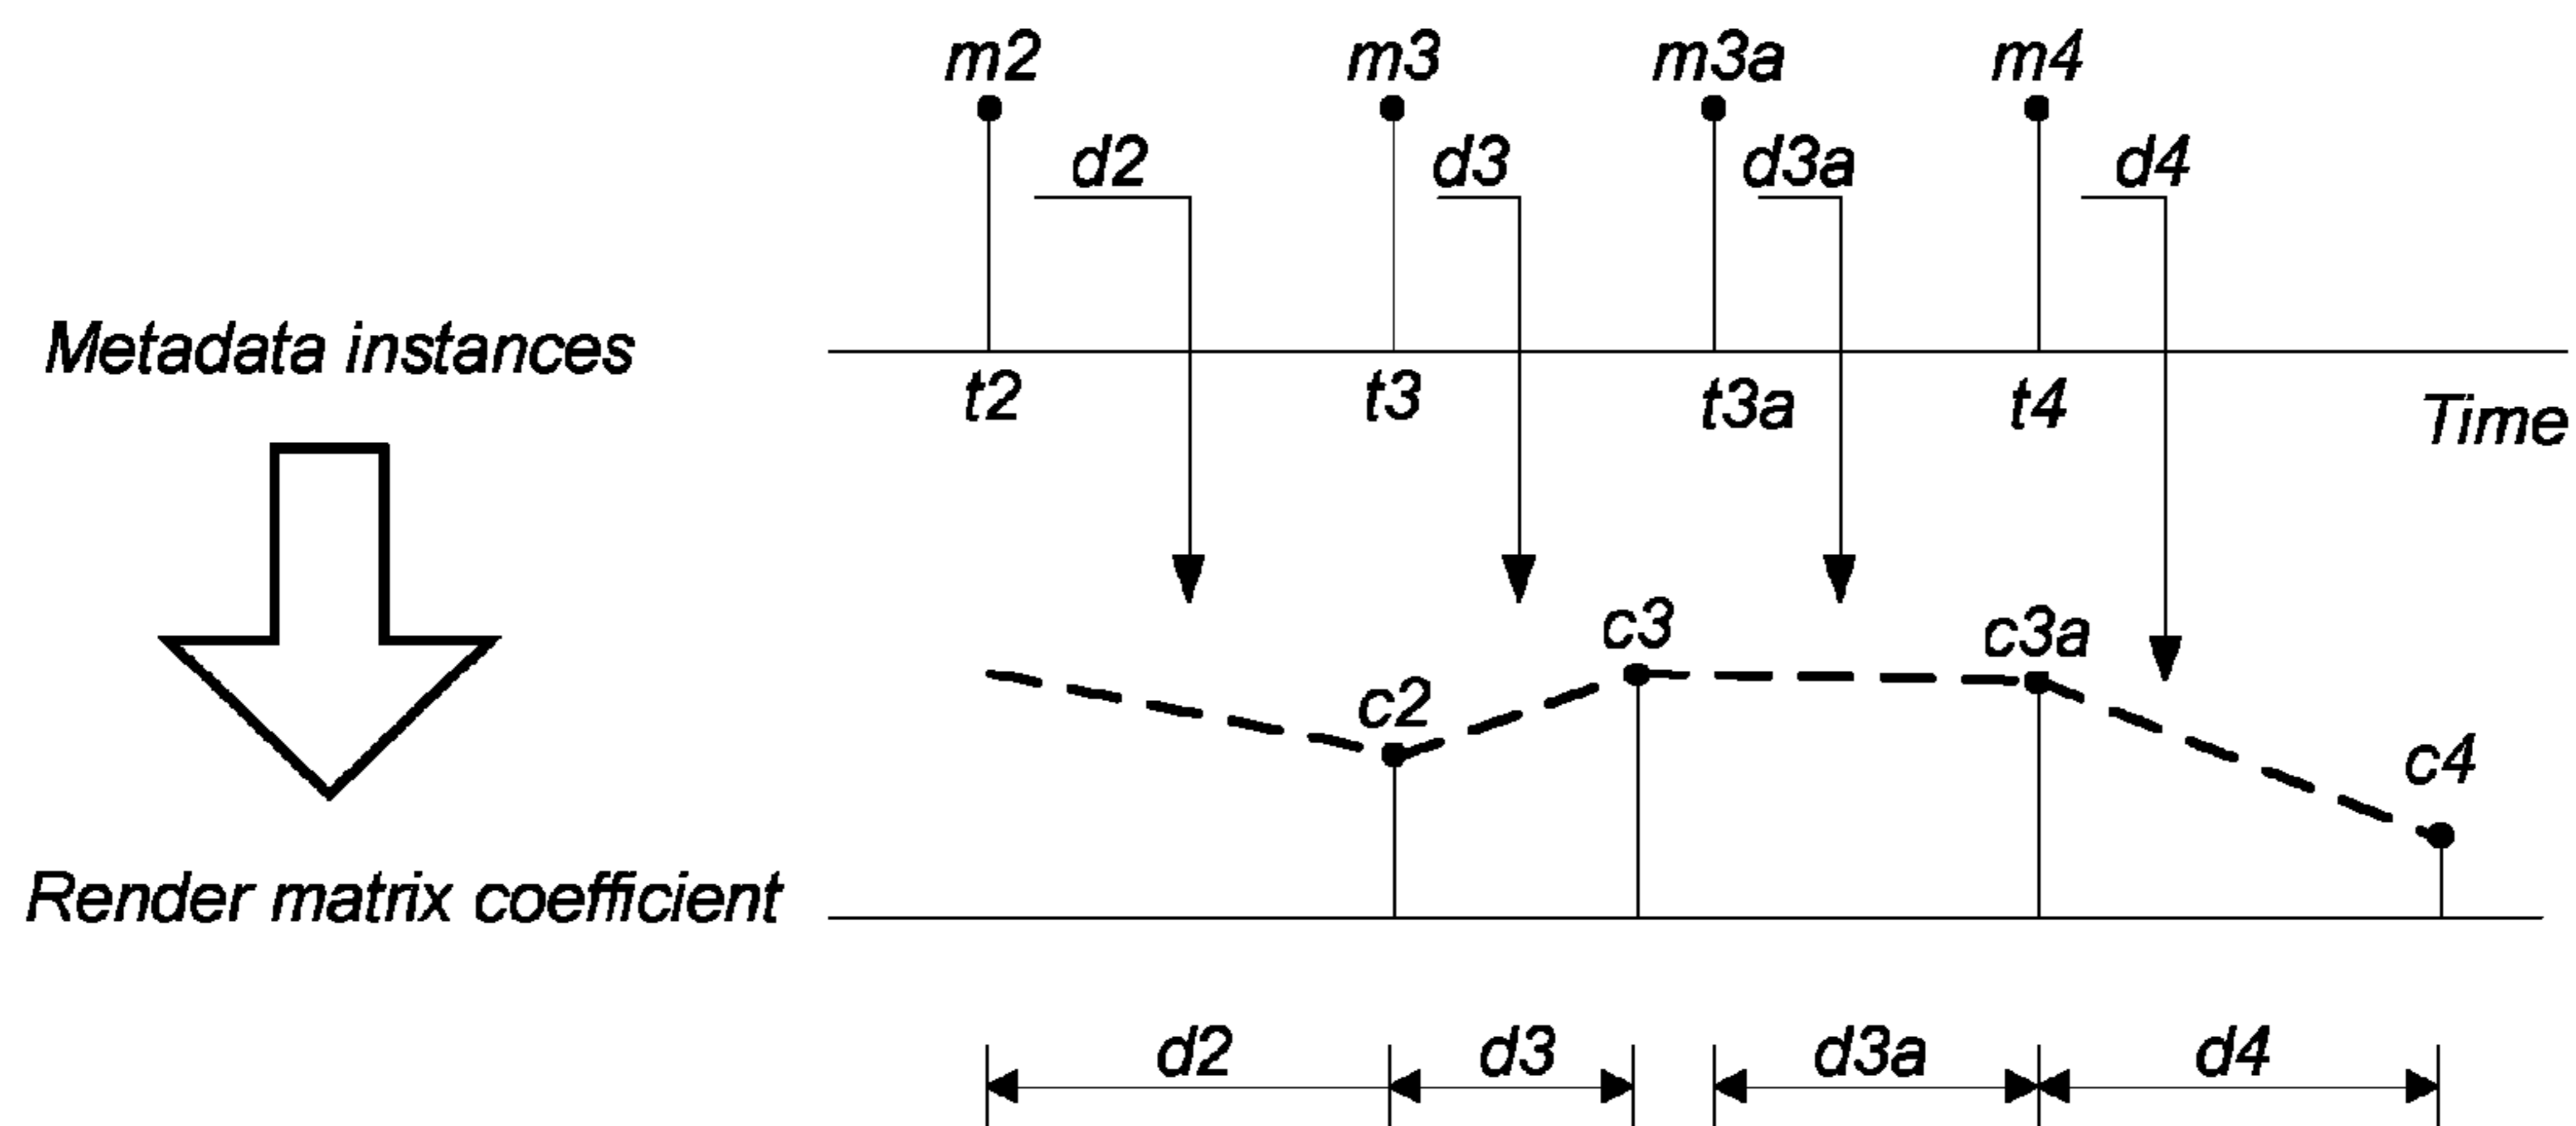 m2 m3 m3a m4
d2 d3 d3a d4
Metadata instances
t2 t3 t3a t4 Time
c3 c3a
c2 c4
Render matrix coefficient
d2 d3 d3a d4